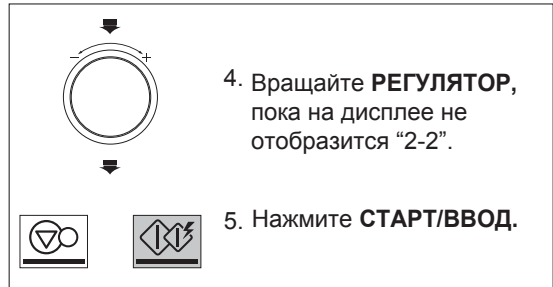 − +
4. Вращайте РЕГУЛЯТОР,
пока на дисплее не
отобразится “2-2”.
5. Нажмите СТАРТ/ВВОД.